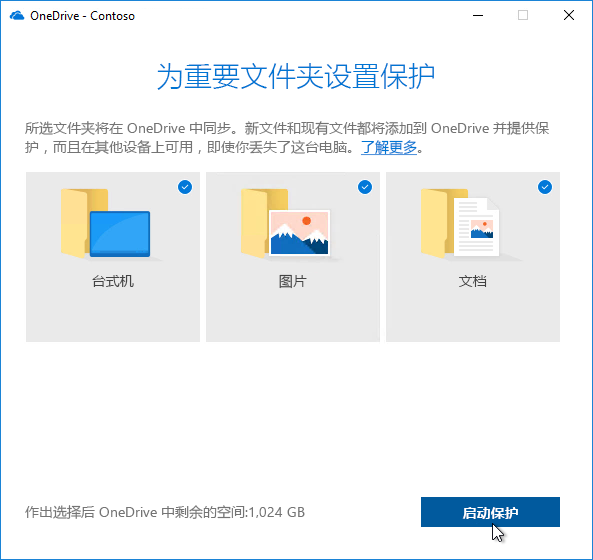 OneDrive - Contoso
为重要文件夹设置保护
所选文件夹将在 OneDrive 中同步。新文件和现有文件都将添加到 OneDrive 并提供保
护，而且在其他设备上可用，即使你丢失了这台电脑。了解更多。
台式机
图片
文档
作出选择后 OneDrive 中剩余的空间:1,024 GB
启动保护